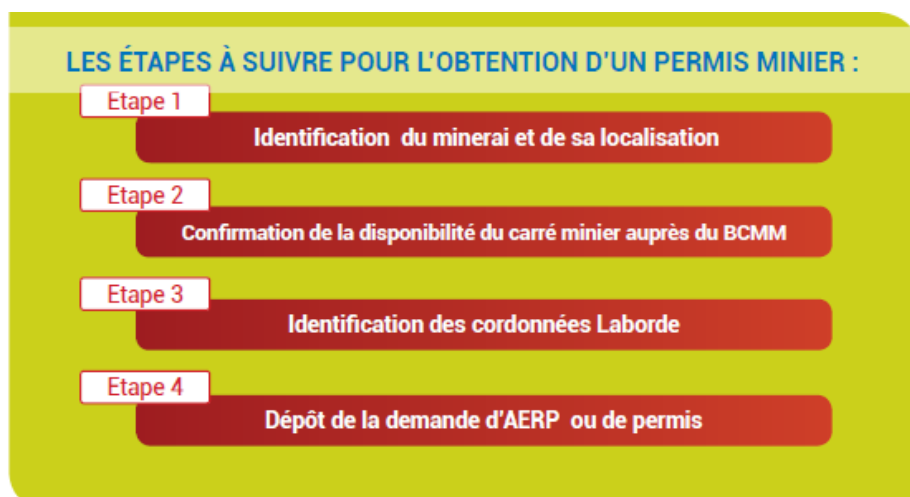 LES ÉTAPES À SUIVRE POUR L'OBTENTION D'UN PERMIS MINIER :
Etape 1
Identification du minerai et de sa localisation
Etape 2
Confirmation de la disponibilité du carré minier auprès du BCMM
Etape 3
Identification des cordonnées Laborde
Etape 4
Dépôt de la demande d'AERP ou de permis